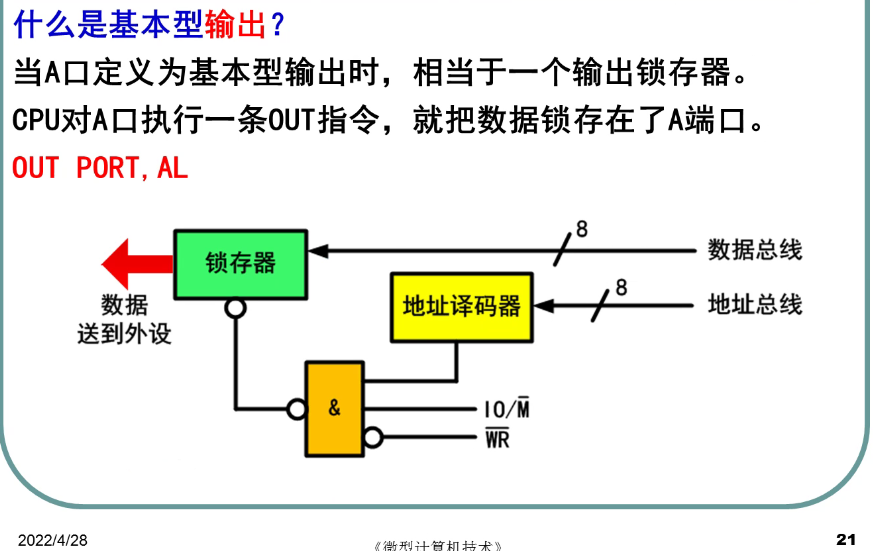 什么是基本型输出？
当A口定义为基本型输出时，相当于一个输出锁存器。
CPU对A口执行一条OUT指令，就把数据锁存在了A端口。
OUT PORT, AL
8
锁存器
数据总线
8
地址译码器
地址总线
数据
送到外设
&
IO/M̅
W̅R̅
2022/4/28
《微型计算机技术》
21